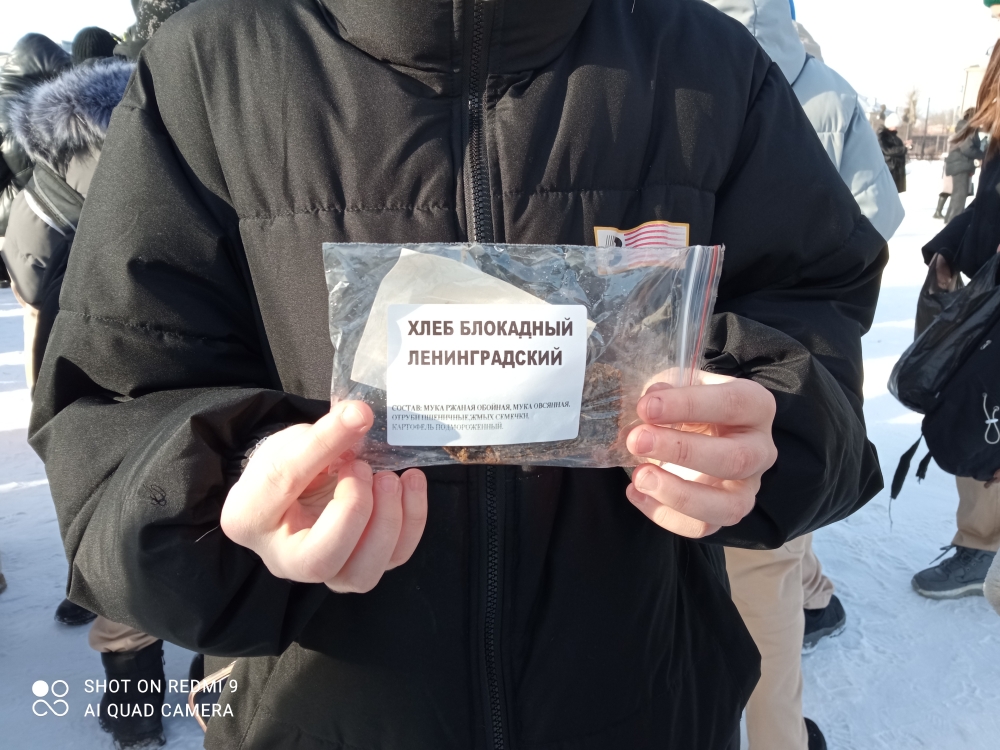 ХЛЕБ БЛОКАДНЫЙ
ЛЕНИНГРАДСКИЙ
СОСТАВ: МУКА РЖАНАЯ ОБОЙНАЯ, МУКА ОВСЯННАЯ,
ОТРУБИ ПШЕНИЧНЫЕ, ЖМЫХ СЕМЕЧКИ,
КАРТОФЕЛЬ ПОДМОРОЖЕННЫЙ.
SHOT ON REDMI 9
AI QUAD CAMERA